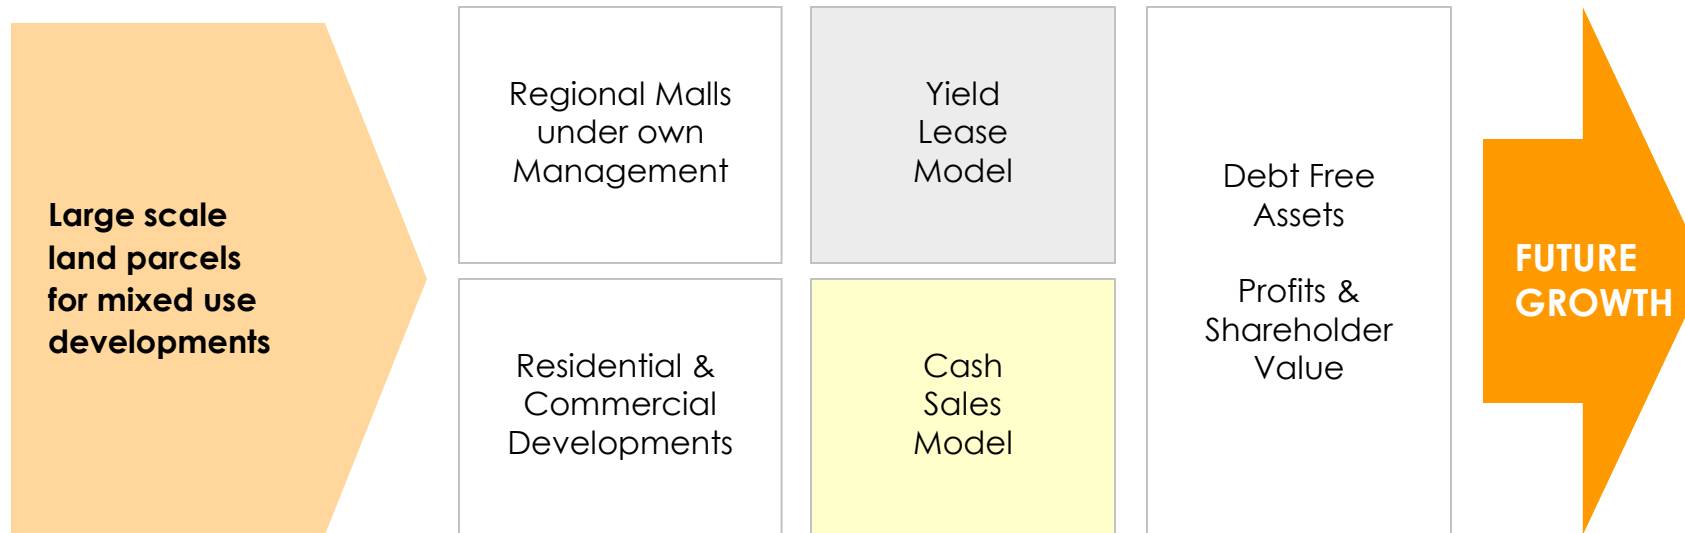 Large scale
land parcels
for mixed use
developments
Regional Malls
under own
Management
Residential &
Commercial
Developments
Yield
Lease
Model
Cash
Sales
Model
Debt Free
Assets
Profits &
Shareholder
Value
FUTURE
GROWTH